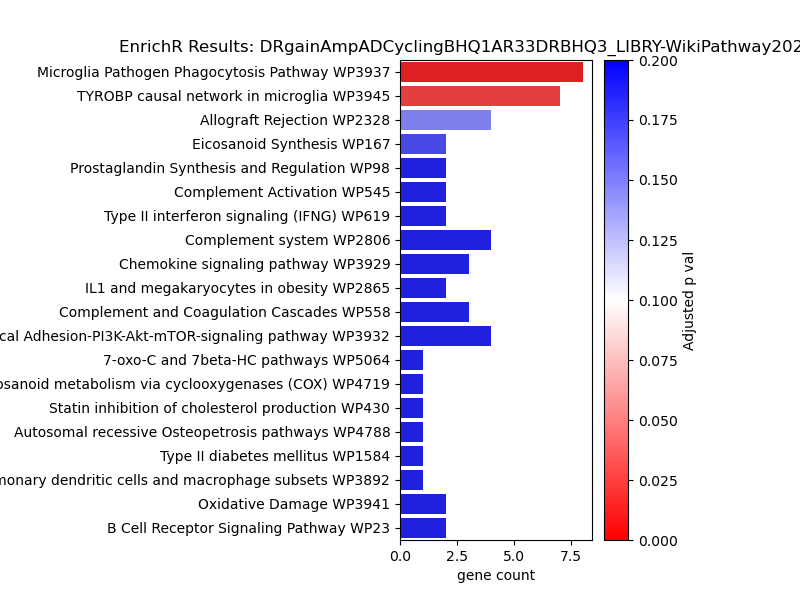 EnrichR Results: DRgainAmpADCyclingBHQ1AR33DRBHQ3_LIBRY-WikiPathway202
Microglia Pathogen Phagocytosis Pathway WP3937
TYROBP causal network in microglia WP3945
Allograft Rejection WP2328
Eicosanoid Synthesis WP167
Prostaglandin Synthesis and Regulation WP98
Complement Activation WP545
Type II interferon signaling (IFNG) WP619
Complement system WP2806
Chemokine signaling pathway WP3929
IL1 and megakaryocytes in obesity WP2865
Complement and Coagulation Cascades WP558
cal Adhesion-PI3K-Akt-mTOR-signaling pathway WP3932
7-oxo-C and 7beta-HC pathways WP5064
osanoid metabolism via cyclooxygenases (COX) WP4719
Statin inhibition of cholesterol production WP430
Autosomal recessive Osteopetrosis pathways WP4788
Type II diabetes mellitus WP1584
monary dendritic cells and macrophage subsets WP3892
Oxidative Damage WP3941
B Cell Receptor Signaling Pathway WP23
0.0 2.5 5.0 7.5
gene count
0.200
0.175
0.150
0.125
0.100
0.075
0.050
0.025
0.000
Adjusted p val